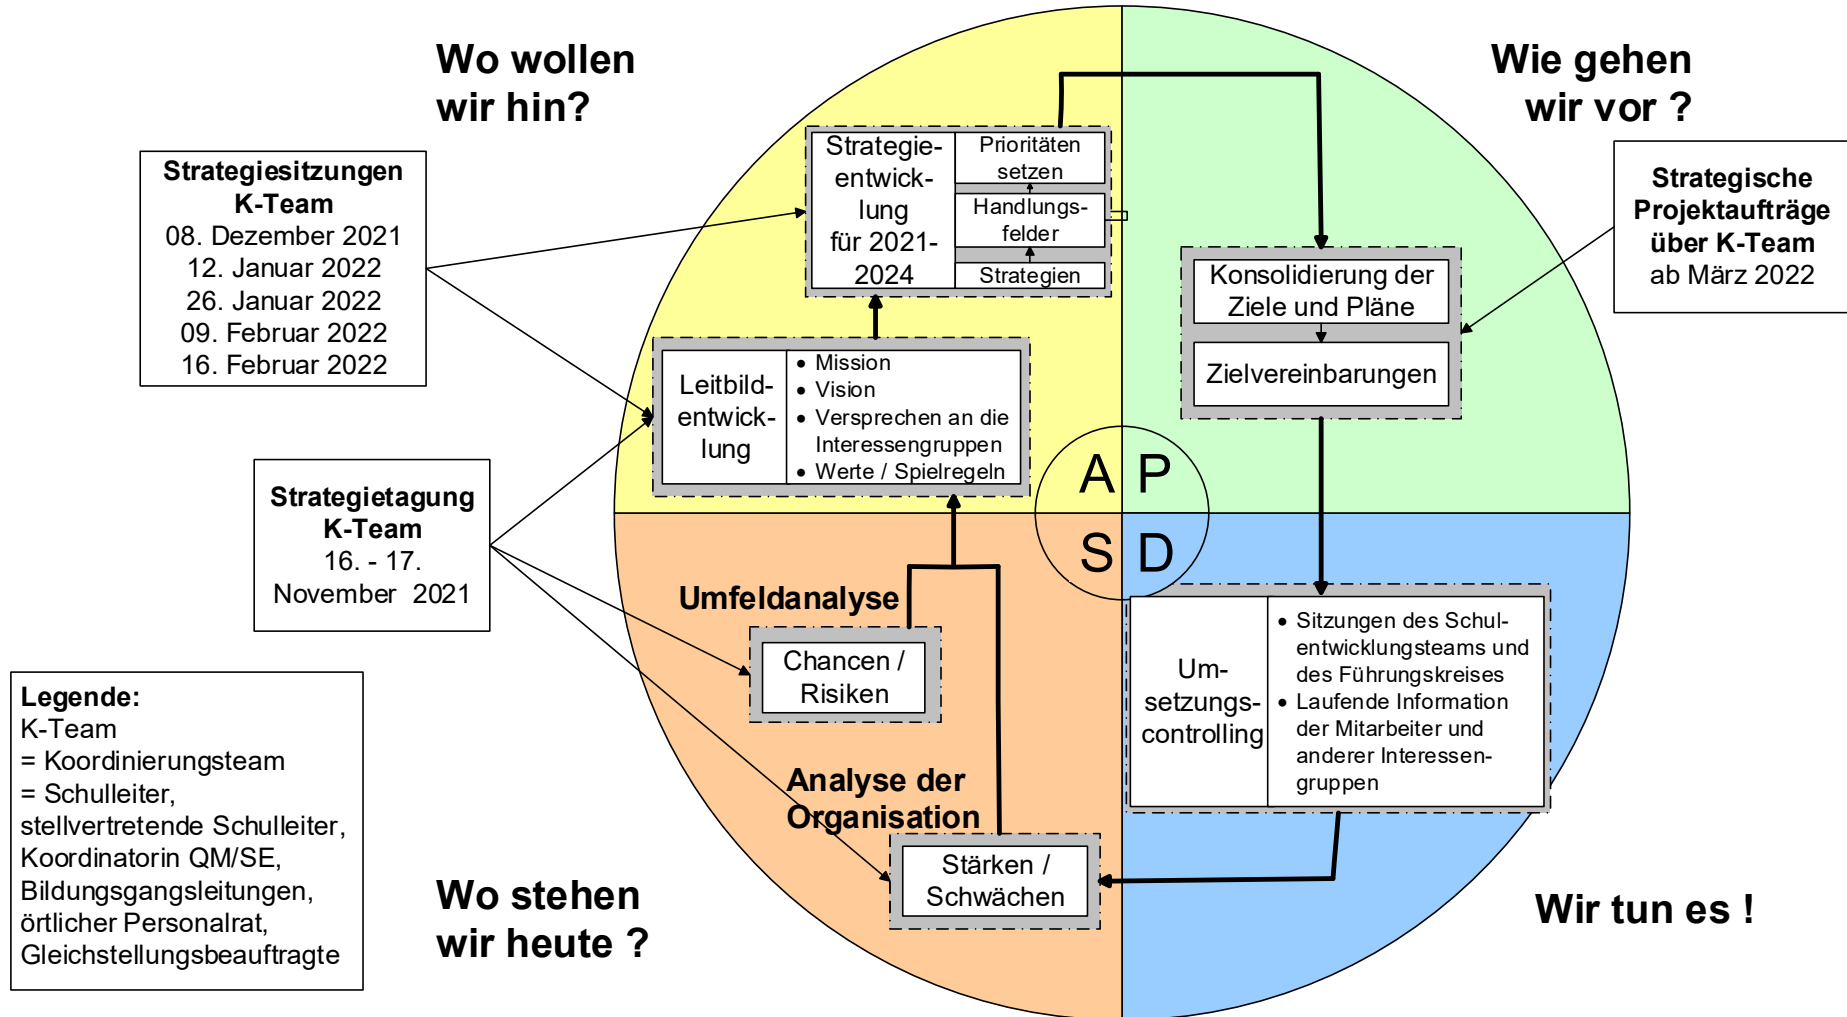 Wo wollen
wir hin?
Wie gehen
wir vor ?
Strategiesitzungen
K-Team
08. Dezember 2021
12. Januar 2022
26. Januar 2022
09. Februar 2022
16. Februar 2022
Strategie-
entwick-
lung
für 2021-
2024
Prioritäten
setzen
Handlungs-
felder
Strategien
Strategische
Projektaufträge
über K-Team
ab März 2022
Konsolidierung der
Ziele und Pläne
Zielvereinbarungen
Leitbild-
entwick-
lung
• Mission
• Vision
• Versprechen an die
Interessengruppen
• Werte / Spielregeln
A P
S D
Strategietagung
K-Team
16. - 17.
November 2021
Umfeldanalyse
Chancen /
Risiken
Analyse der
Organisation
Stärken /
Schwächen
Um-
setzungs-
controlling
• Sitzungen des Schul-
entwicklungsteams und
des Führungskreises
• Laufende Information
der Mitarbeiter und
anderer Interessen-
gruppen
Legende:
K-Team
= Koordinierungsteam
= Schulleiter,
stellvertretende Schulleiter,
Koordinatorin QM/SE,
Bildungsgangsleitungen,
örtlicher Personalrat,
Gleichstellungsbeauftragte
Wo stehen
wir heute ?
Wir tun es !